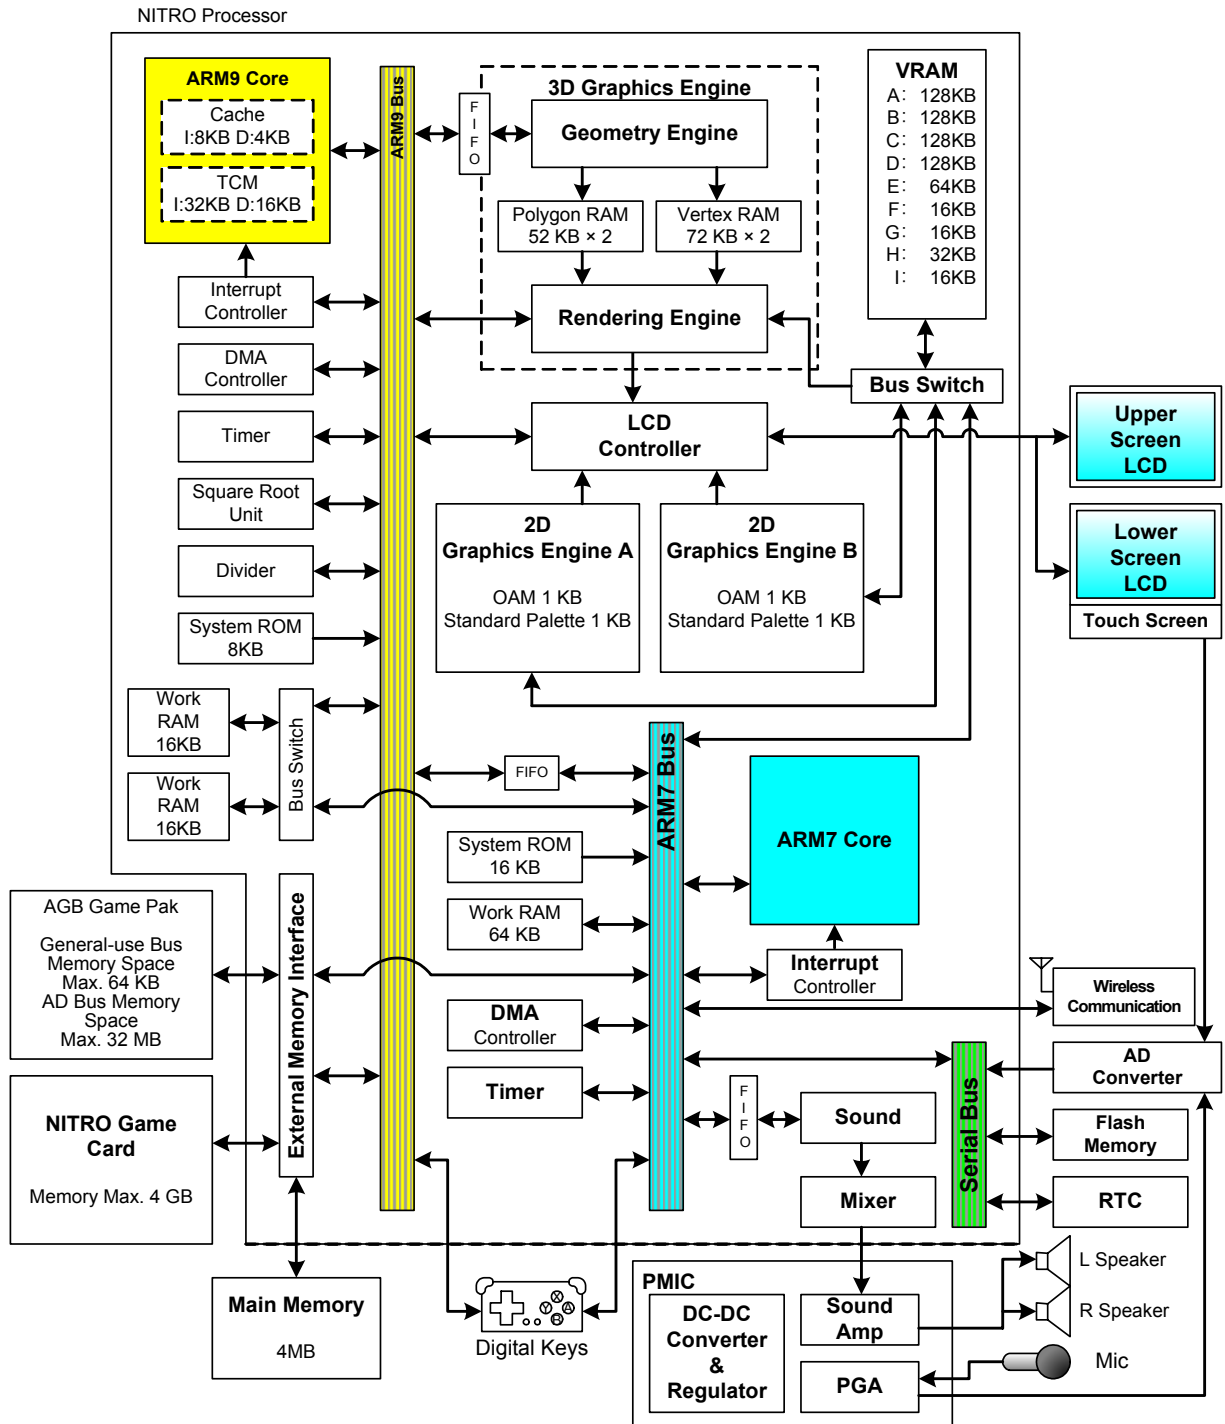 NITRO Processor
ARM9 Core
Cache
I:8KB D:4KB
TCM
I:32KB D:16KB
ARM9 Bus
FIFO
3D Graphics Engine
Geometry Engine
Polygon RAM
52 KB × 2
Vertex RAM
72 KB × 2
Rendering Engine
VRAM
A: 128KB
B: 128KB
C: 128KB
D: 128KB
E: 64KB
F: 16KB
G: 16KB
H: 32KB
I: 16KB
Bus Switch
Interrupt
Controller
DMA
Controller
Timer
Square Root
Unit
Divider
System ROM
8KB
LCD
Controller
2D
Graphics Engine A
OAM 1 KB
Standard Palette 1 KB
2D
Graphics Engine B
OAM 1 KB
Standard Palette 1 KB
Upper
Screen
LCD
Lower
Screen
LCD
Touch Screen
Work
RAM
16KB
Work
RAM
16KB
Bus Switch
FIFO
ARM7 Bus
ARM7 Core
System ROM
16 KB
Work RAM
64 KB
Interrupt
Controller
DMA
Controller
Timer
AGB Game Pak
General-use Bus
Memory Space
Max. 64 KB
AD Bus Memory
Space
Max. 32 MB
External Memory Interface
NITRO Game
Card
Memory Max. 4 GB
Main Memory
4MB
Wireless
Communication
AD
Converter
Serial Bus
Flash
Memory
RTC
FIFO
Sound
Mixer
X
Y
A
B
Digital Keys
PMIC
DC-DC
Converter
&
Regulator
Sound
Amp
PGA
L Speaker
R Speaker
Mic